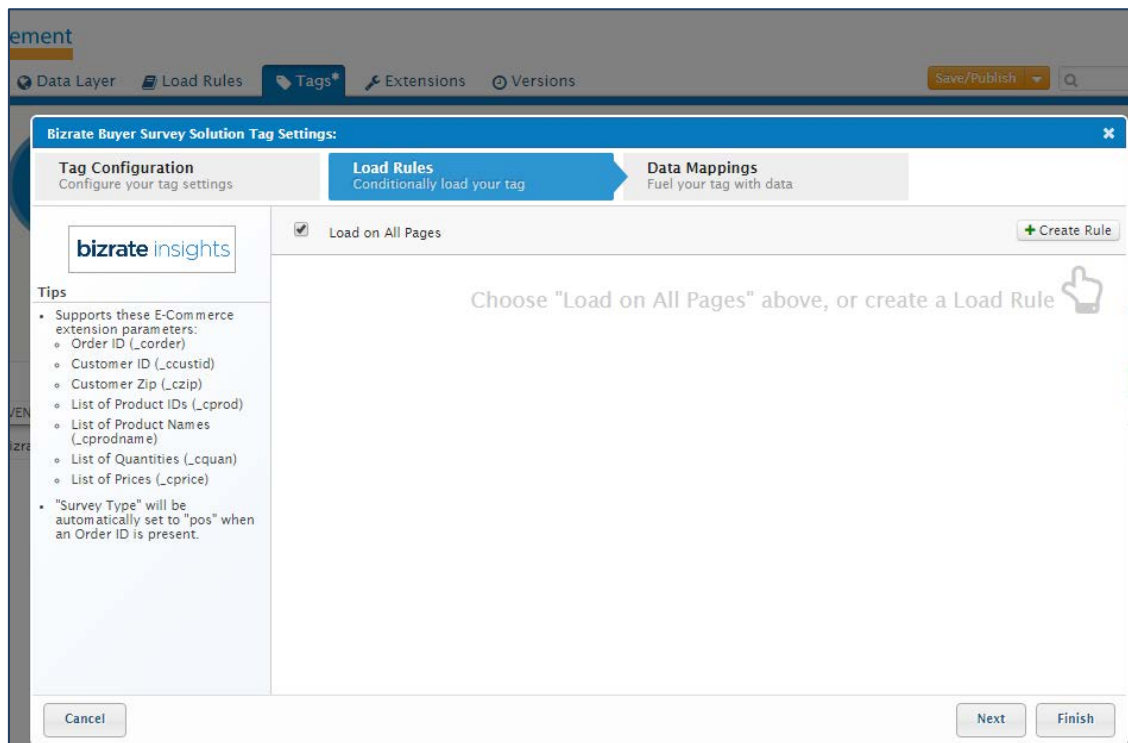 ement
Data Layer Load Rules Tags* Extensions Versions Save/Publish
Bizrate Buyer Survey Solution Tag Settings:
Tag Configuration
Configure your tag settings
Load Rules
Conditionally load your tag
Data Mappings
Fuel your tag with data
bizrate insights
Load on All Pages
+ Create Rule
Choose "Load on All Pages" above, or create a Load Rule
Tips
• Supports these E-Commerce
extension parameters:
Order ID (_corder)
Customer ID (_ccustid)
Customer Zip (_czip)
List of Product IDs (_cprod)
List of Product Names
(_cprodname)
List of Quantities (_cquan)
List of Prices (_cprice)
• "Survey Type" will be
automatically set to "pos" when
an Order ID is present.
/EN
izra
Cancel
Next
Finish